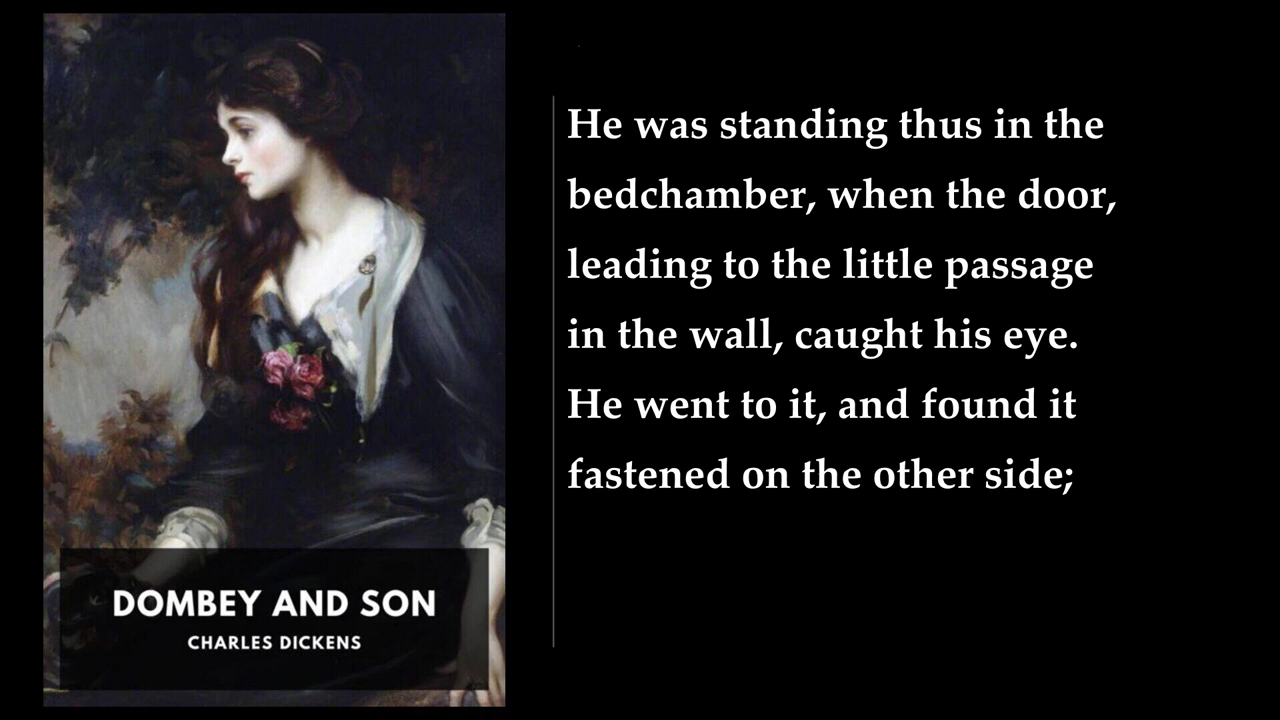 DOMBEY AND SON
CHARLES DICKENS
He was standing thus in the
bedchamber, when the door,
leading to the little passage
in the wall, caught his eye.
He went to it, and found it
fastened on the other side;